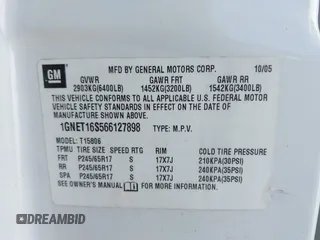 GM
MFD BY GENERAL MOTORS CORP. 10/05
GVWR GAWR FRT GAWR RR
2903KG(6400LB) 1452KG(3200LB) 1542KG(3400LB)
THIS VEHICLE CONFORMS TO ALL APPLICABLE U.S. FEDERAL MOTOR
VEHICLE SAFETY STANDARDS IN EFFECT ON THE DATE OF
MANUFACTURE SHOWN ABOVE.
1GNET16S566127898 TYPE: M.P.V.
T15806
TPMU TIRE SIZE SPEED RTG RIM COLD TIRE PRESSURE
FRT P245/65R17 S 17X7J 210KPA(30PSI)
RR P245/65R17 S 17X7J 240KPA(35PSI)
SPA P245/65R17 S 17X7J 240KPA(35PSI)
SEE OWNER'S MANUAL FOR MORE INFORMATION.
DREAMBID